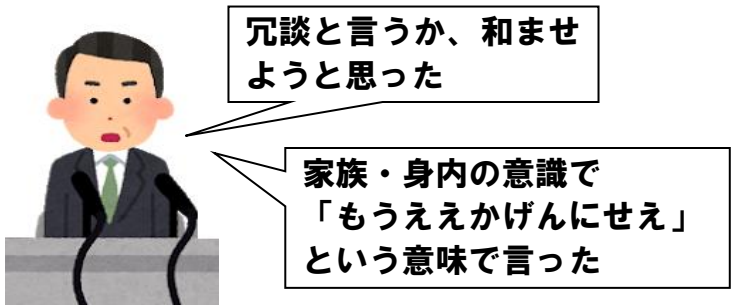 冗談と言うか、和ませ
ようと思った
家族・身内の意識で
「もうええかげんにせえ」
という意味で言った